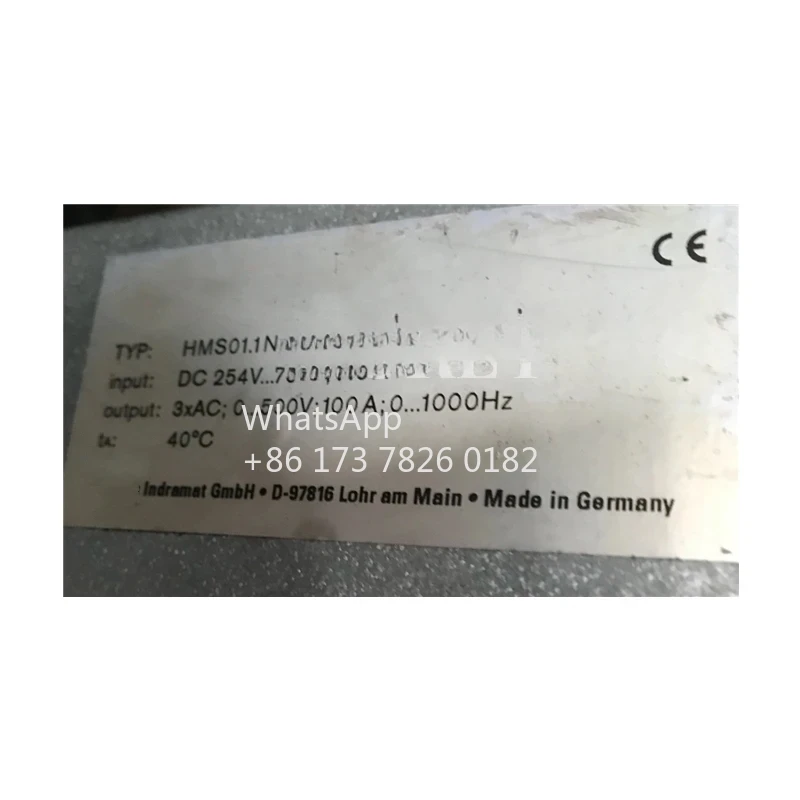 CE
TYP: HMS01.1N
input: DC 254V...
output: 3xAC; 0...500V; 100A; 0...1000Hz
WhatsApp
tA: 40°C
+86 173 7826 0182
Indramat GmbH • D-97816 Lohr am Main • Made in Germany